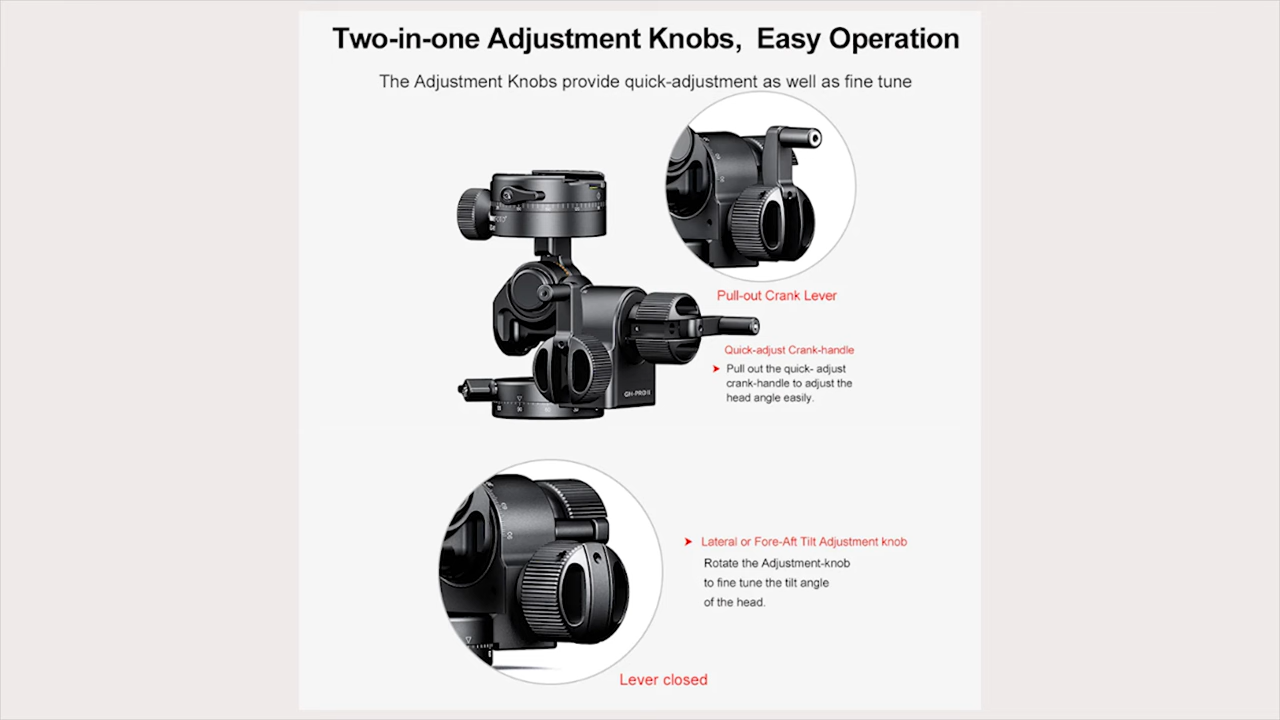 Two-in-one Adjustment Knobs, Easy Operation
The Adjustment Knobs provide quick-adjustment as well as fine tune
Pull-out Crank Lever
Quick-adjust Crank-handle
Pull out the quick- adjust
crank-handle to adjust the
head angle easily.
GH-PRO II
Lateral or Fore-Aft Tilt Adjustment knob
Rotate the Adjustment-knob
to fine tune the tilt angle
of the head.
Lever closed